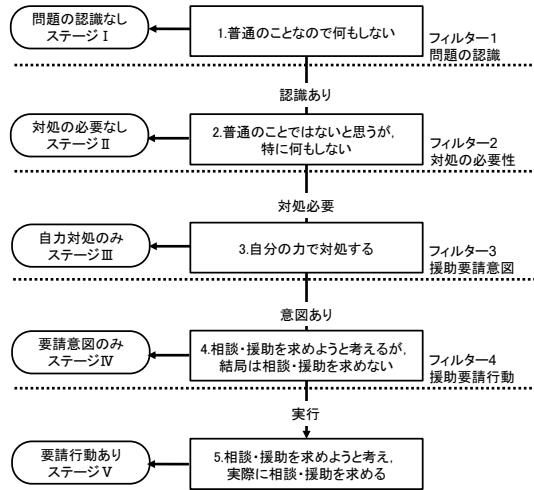 問題の認識なし
ステージⅠ
1.普通のことなので何もしない
フィルター1
問題の認識
認識あり
対処の必要なし
ステージⅡ
2.普通のことではないと思うが，
特に何もしない
フィルター2
対処の必要性
対処必要
自力対処のみ
ステージⅢ
3.自分の力で対処する
フィルター3
援助要請意図
意図あり
要請意図のみ
ステージⅣ
4.相談・援助を求めようと考えるが，
結局は相談・援助を求めない
フィルター4
援助要請行動
実行
要請行動あり
ステージⅤ
5.相談・援助を求めようと考え，
実際に相談・援助を求める